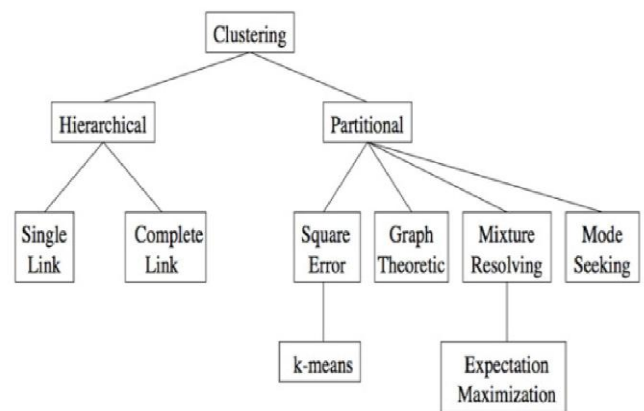 Clustering
Hierarchical
Partitional
Single
Link
Complete
Link
Square
Error
Graph
Theoretic
Mixture
Resolving
Mode
Seeking
k-means
Expectation
Maximization